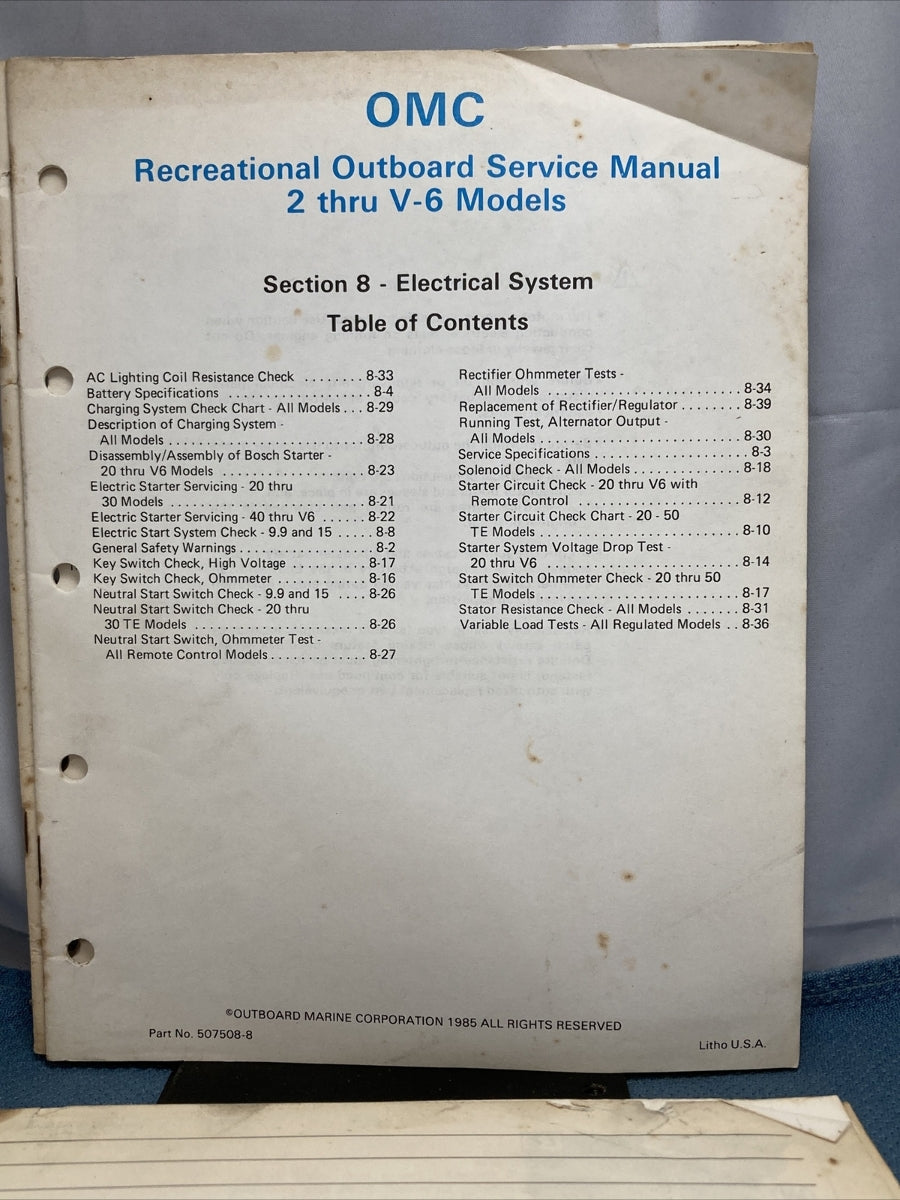 OMC
Recreational Outboard Service Manual
2 thru V-6 Models
Section 8 - Electrical System
Table of Contents
AC Lighting Coil Resistance Check ........ 8-33
Battery Specifications .................. 8-4
Charging System Check Chart - All Models ... 8-29
Description of Charging System -
All Models ......................... 8-28
Disassembly/Assembly of Bosch Starter -
20 thru V6 Models .................. 8-23
Electric Starter Servicing - 20 thru
30 Models ......................... 8-21
Electric Starter Servicing - 40 thru V6 ...... 8-22
Electric Start System Check - 9.9 and 15 ..... 8-8
General Safety Warnings ................. 8-2
Key Switch Check, High Voltage .......... 8-17
Key Switch Check, Ohmmeter ............ 8-16
Neutral Start Switch Check - 9.9 and 15 .... 8-26
Neutral Start Switch Check - 20 thru
30 TE Models ...................... 8-26
Neutral Start Switch, Ohmmeter Test -
All Remote Control Models ............. 8-27
Rectifier Ohmmeter Tests -
All Models ......................... 8-34
Replacement of Rectifier/Regulator ........ 8-39
Running Test, Alternator Output -
All Models .......................... 8-30
Service Specifications ................... 8-3
Solenoid Check - All Models .............. 8-18
Starter Circuit Check - 20 thru V6 with
Remote Control ...................... 8-12
Starter Circuit Check Chart - 20 - 50
TE Models .......................... 8-10
Starter System Voltage Drop Test -
20 thru V6 ......................... 8-14
Start Switch Ohmmeter Check - 20 thru 50
TE Models .......................... 8-17
Stator Resistance Check - All Models ....... 8-31
Variable Load Tests - All Regulated Models .. 8-36
©OUTBOARD MARINE CORPORATION 1985 ALL RIGHTS RESERVED
Part No. 507508-8
Litho U.S.A.